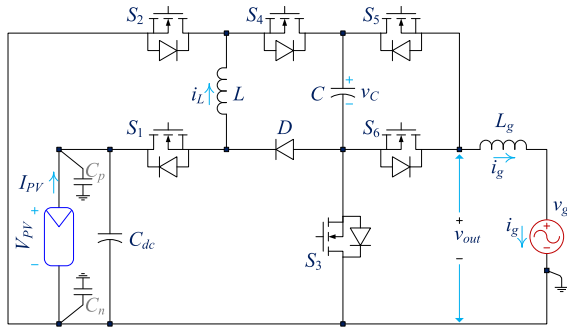 S2 S4 S5
iL L C + vC − Lg
S1 D S6
Cp ig
IPV
+ VPV − Cdc S3 + vout − ig vg + −
Cn